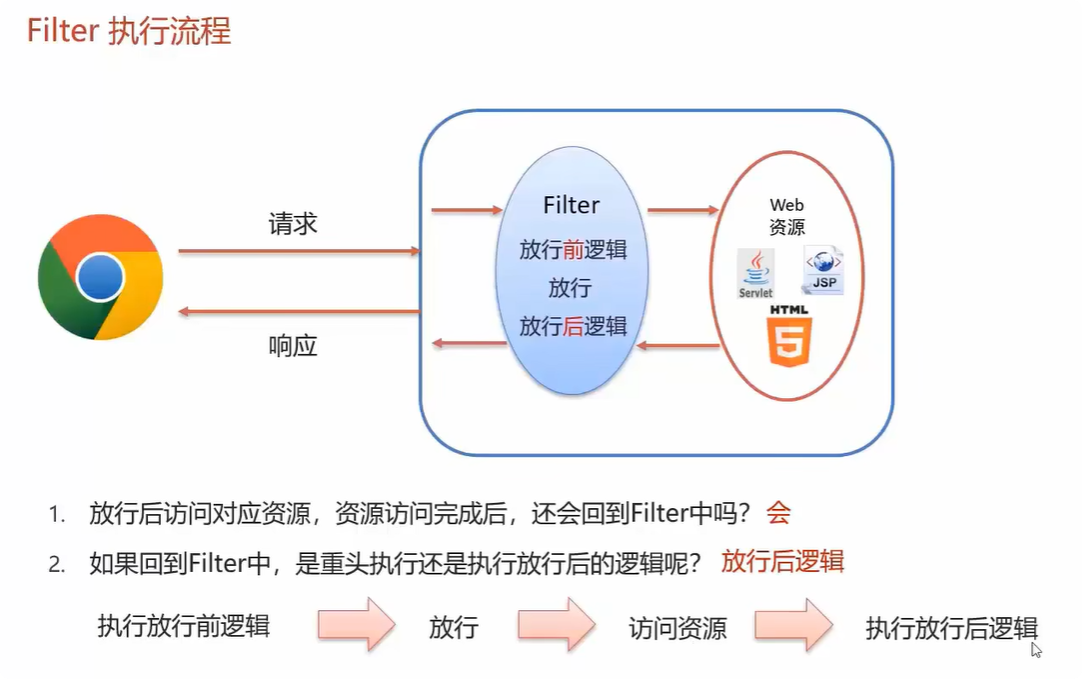 Filter 执行流程
请求
响应
Filter
放行前逻辑
放行
放行后逻辑
Web
资源
Servlet
JSP
HTML
5
1. 放行后访问对应资源，资源访问完成后，还会回到Filter中吗？ 会
2. 如果回到Filter中，是重头执行还是执行放行后的逻辑呢？ 放行后逻辑
执行放行前逻辑 放行 访问资源 执行放行后逻辑